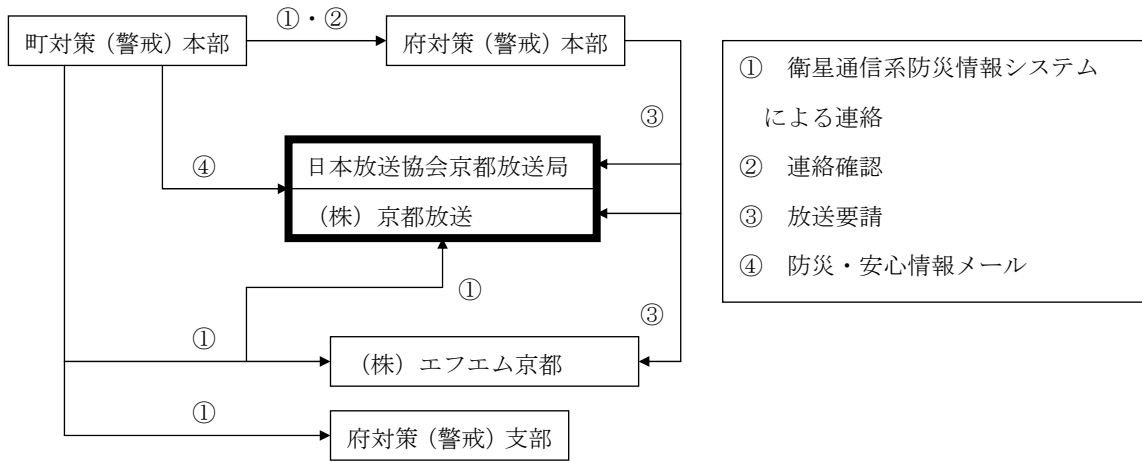 ①・②
町対策（警戒）本部
府対策（警戒）本部
③
④
日本放送協会京都放送局
（株）京都放送
①
①
③
（株）エフエム京都
①
府対策（警戒）支部
① 衛星通信系防災情報システム
による連絡
② 連絡確認
③ 放送要請
④ 防災・安心情報メール